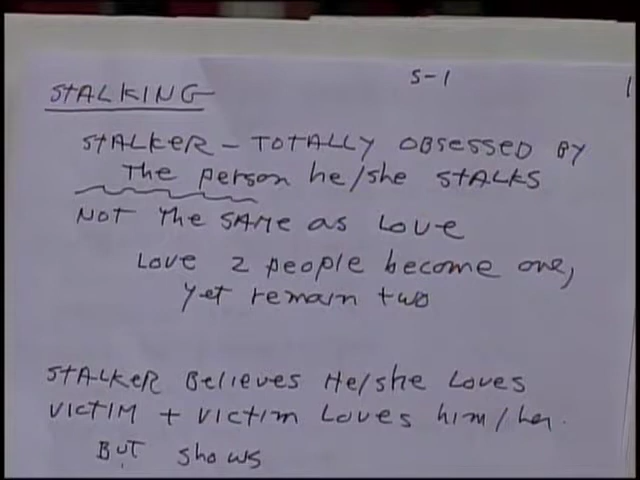 S-1
STALKING
STALKER - TOTALLY OBSESSED BY
The person he/she STALKS
NOT The SAME as Love
Love 2 people become one,
yet remain two
STALKER Believes He/she Loves
VICTIM + victim Loves him/her.
BUT shows